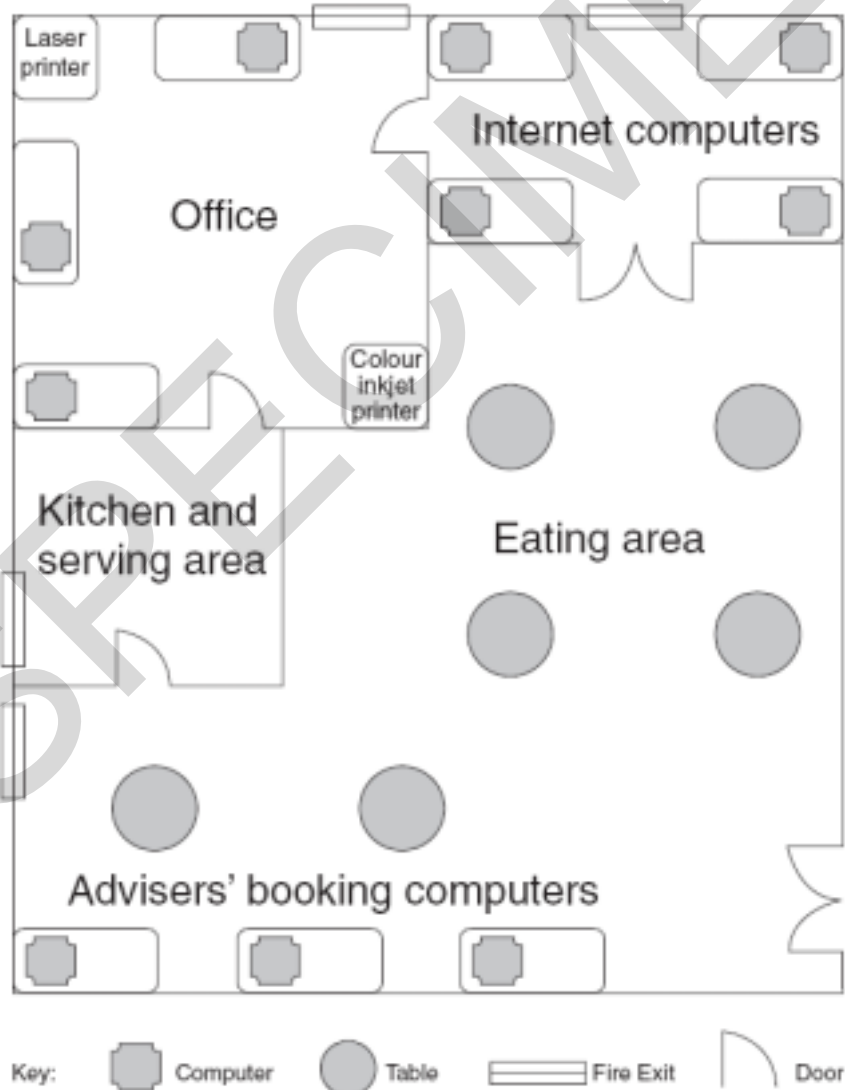 Laser
printer
Internet computers
Office
Colour
inkjet
printer
Kitchen and
serving area
Eating area
Advisers' booking computers
Key: Computer Table Fire Exit Door
SPECIME